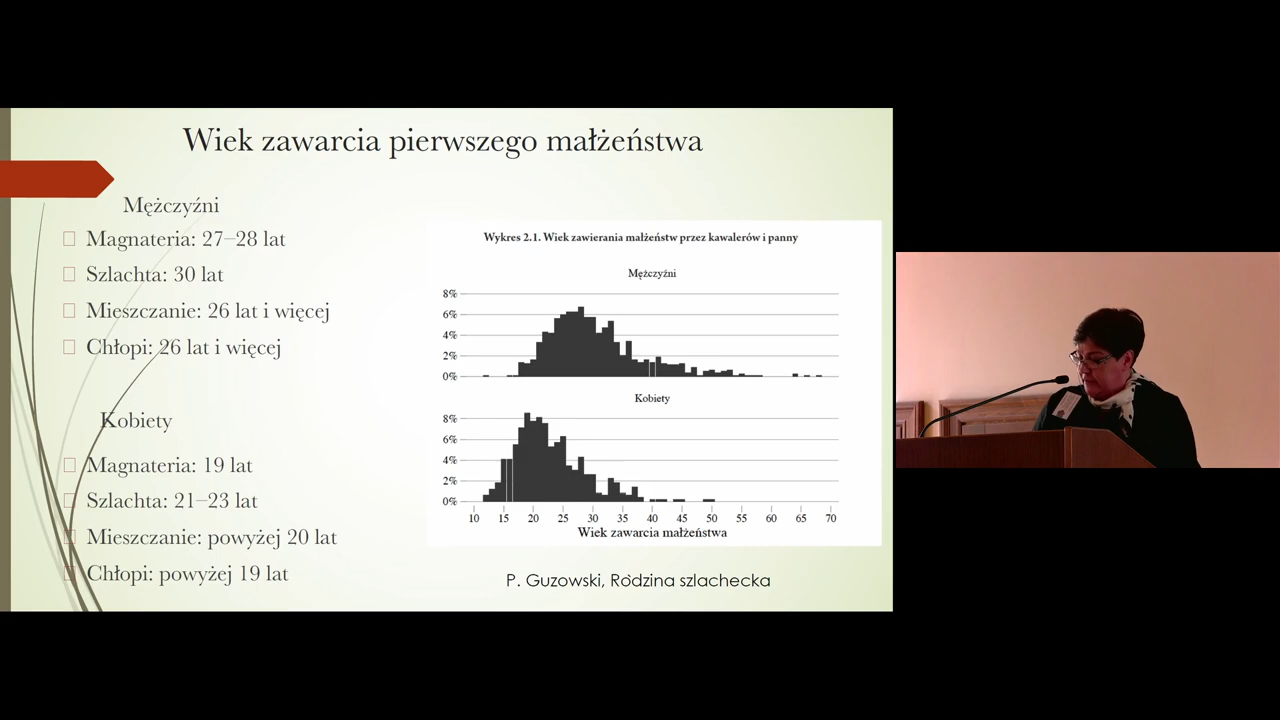 Wiek zawarcia pierwszego małżeństwa
Mężczyźni
Magnateria: 27–28 lat
Szlachta: 30 lat
Mieszczanie: 26 lat i więcej
Chłopi: 26 lat i więcej
Kobiety
Magnateria: 19 lat
Szlachta: 21–23 lat
Mieszczanie: powyżej 20 lat
Chłopi: powyżej 19 lat
Wykres 2.1. Wiek zawierania małżeństw przez kawalerów i panny
Mężczyźni
8%
6%
4%
2%
0%
Kobiety
8%
6%
4%
2%
0%
10 15 20 25 30 35 40 45 50 55 60 65 70
Wiek zawarcia małżeństwa
P. Guzowski, Rodzina szlachecka